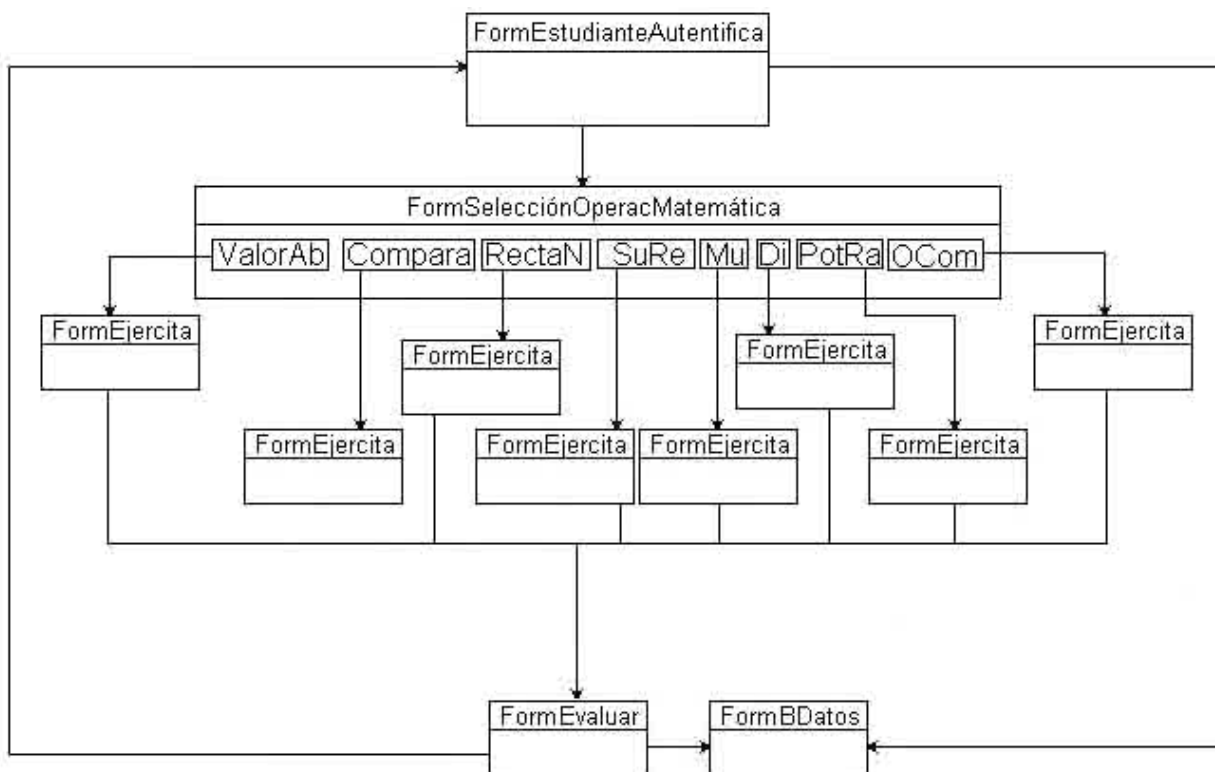 FormEstudianteAutentifica
FormSelecciónOperacMatemática
ValorAb Compara RectaN SuRe Mu Di PotRa OCom
FormEjercita
FormEjercita
FormEjercita
FormEjercita
FormEjercita
FormEjercita
FormEjercita
FormEjercita
FormEvaluar
FormBDatos